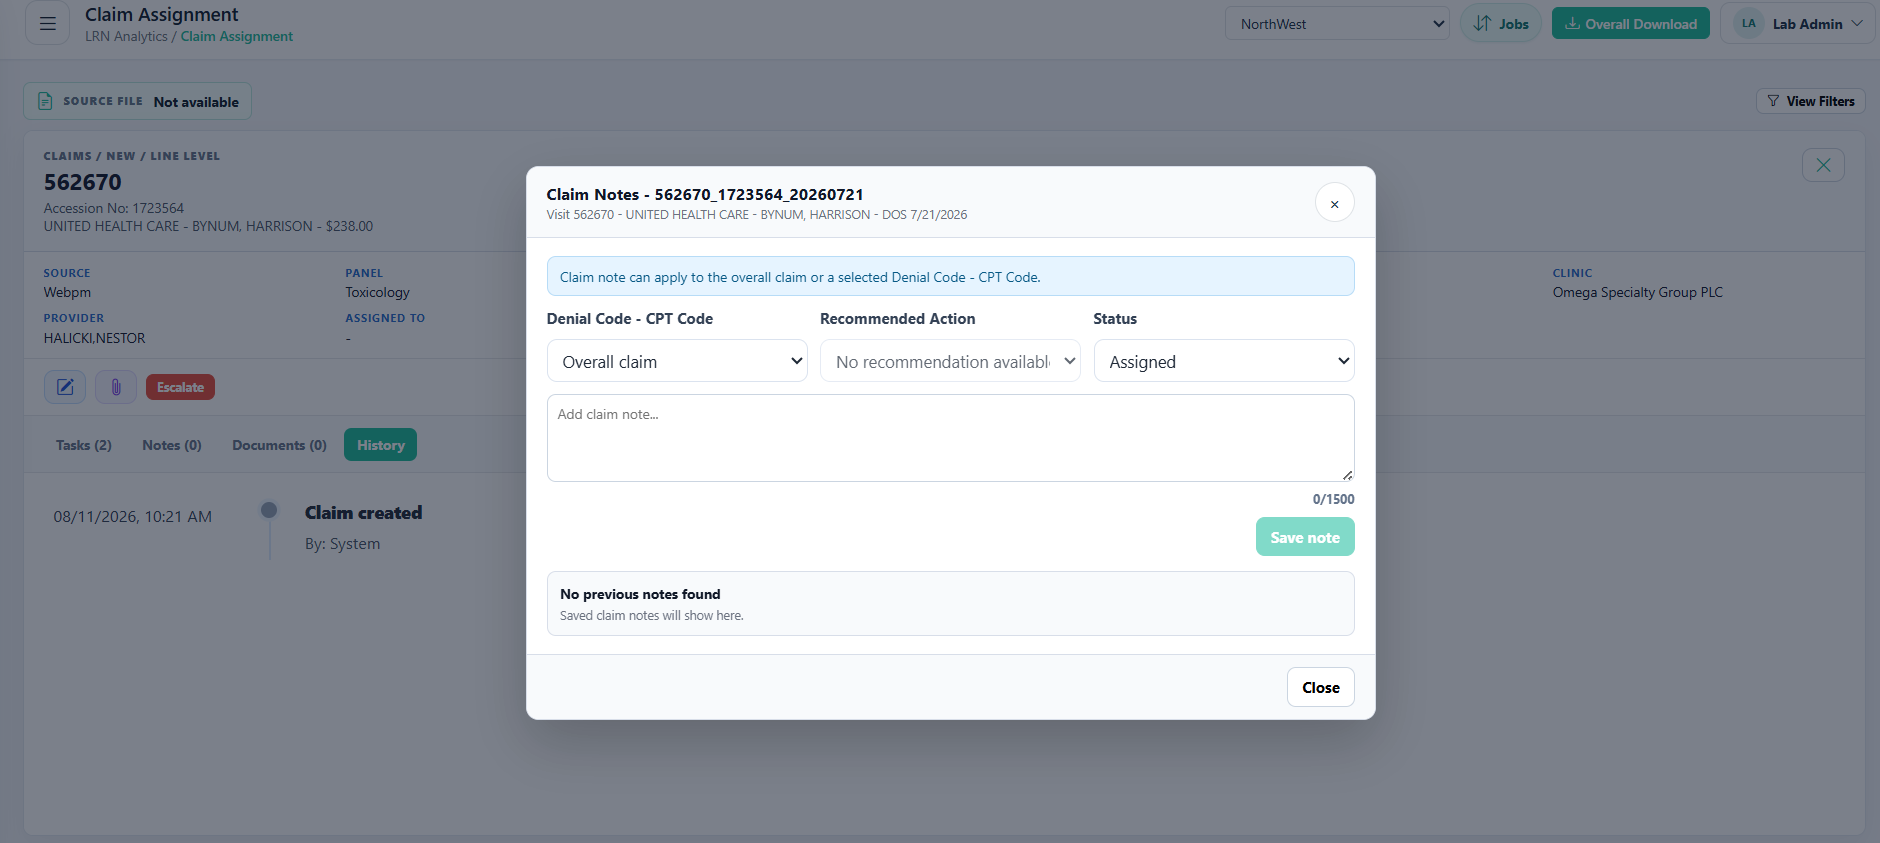 Claim Assignment
LRN Analytics / Claim Assignment
NorthWest
Jobs
Overall Download
LA
Lab Admin
SOURCE FILE Not available
View Filters
CLAIMS / NEW / LINE LEVEL
562670
Accession No: 1723564
UNITED HEALTH CARE - BYNUM, HARRISON - $238.00
SOURCE
Webpm
PANEL
Toxicology
CLINIC
Omega Specialty Group PLC
PROVIDER
HALICKI,NESTOR
ASSIGNED TO
-
Escalate
Tasks (2)
Notes (0)
Documents (0)
History
08/11/2026, 10:21 AM
Claim created
By: System
Claim Notes - 562670_1723564_20260721
Visit 562670 - UNITED HEALTH CARE - BYNUM, HARRISON - DOS 7/21/2026
×
Claim note can apply to the overall claim or a selected Denial Code - CPT Code.
Denial Code - CPT Code
Recommended Action
Status
Overall claim
No recommendation availabl
Assigned
Add claim note...
0/1500
Save note
No previous notes found
Saved claim notes will show here.
Close